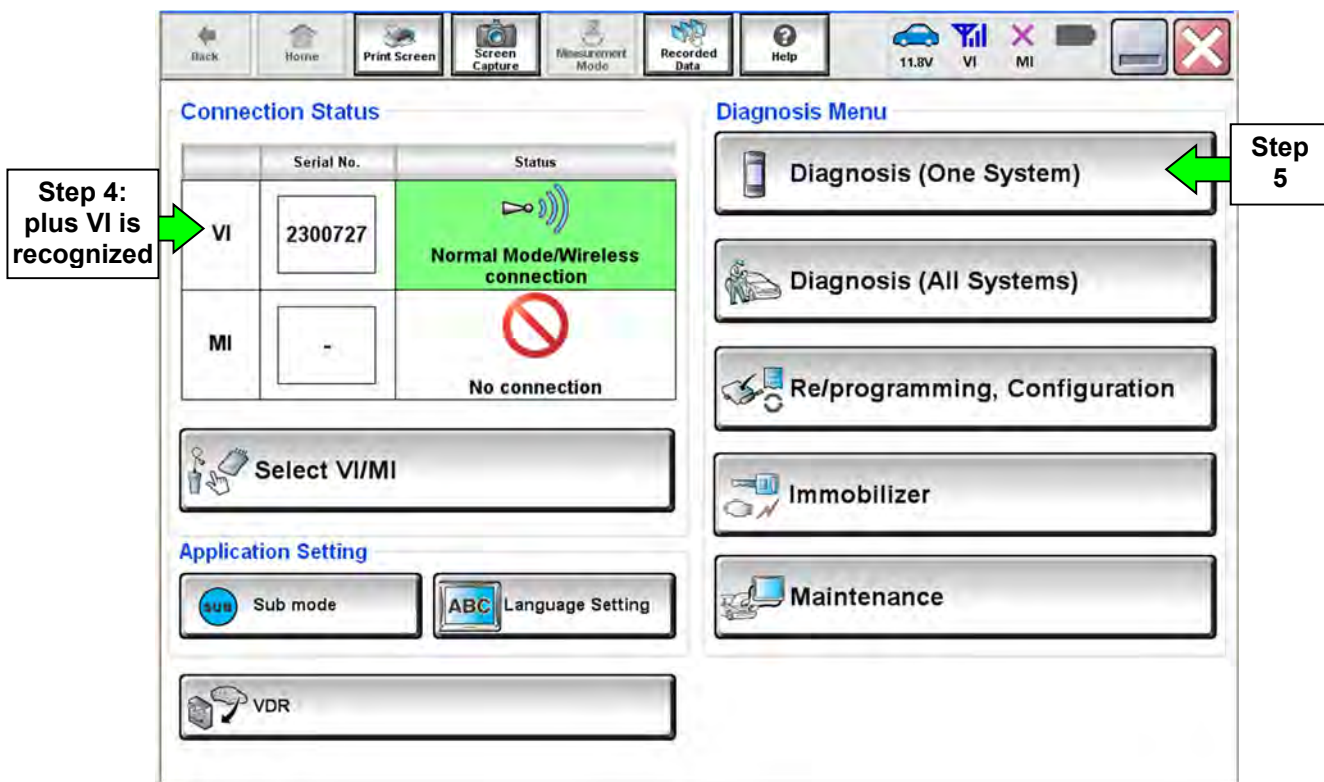 Back
Home
Print Screen
Screen
Capture
Measurement
Mode
Recorded
Data
Help
11.8V
VI
MI
Connection Status
Serial No.
Status
VI
2300727
Normal Mode/Wireless
connection
MI
-
No connection
Select VI/MI
Application Setting
SUB
Sub mode
ABC
Language Setting
VDR
Diagnosis Menu
Diagnosis (One System)
Diagnosis (All Systems)
Re/programming, Configuration
Immobilizer
Maintenance
Step 4:
plus VI is
recognized
Step
5